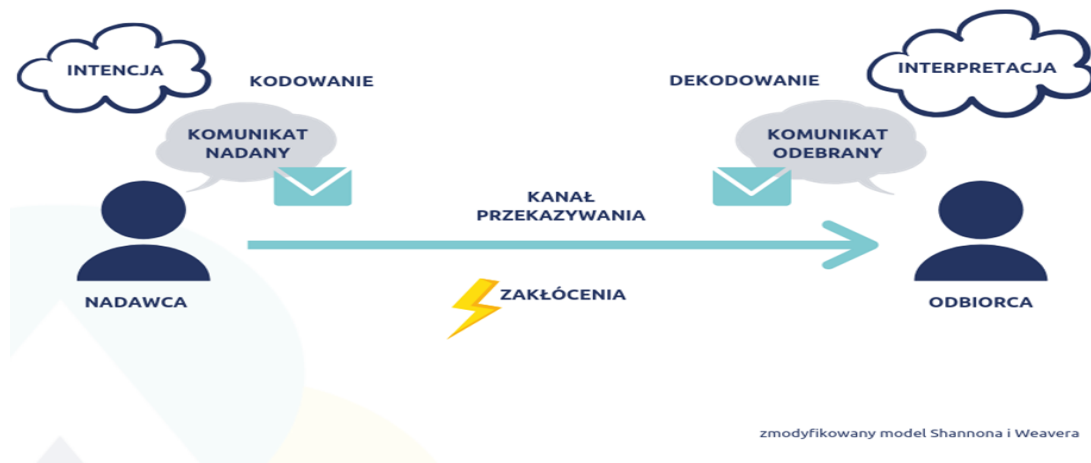 INTENCJA
KODOWANIE
KOMUNIKAT
NADANY
NADAWCA
KANAŁ
PRZEKAZYWANIA
ZAKŁÓCENIA
DEKODOWANIE
INTERPRETACJA
KOMUNIKAT
ODEBRANY
ODBIORCA
zmodyfikowany model Shannona i Weavera